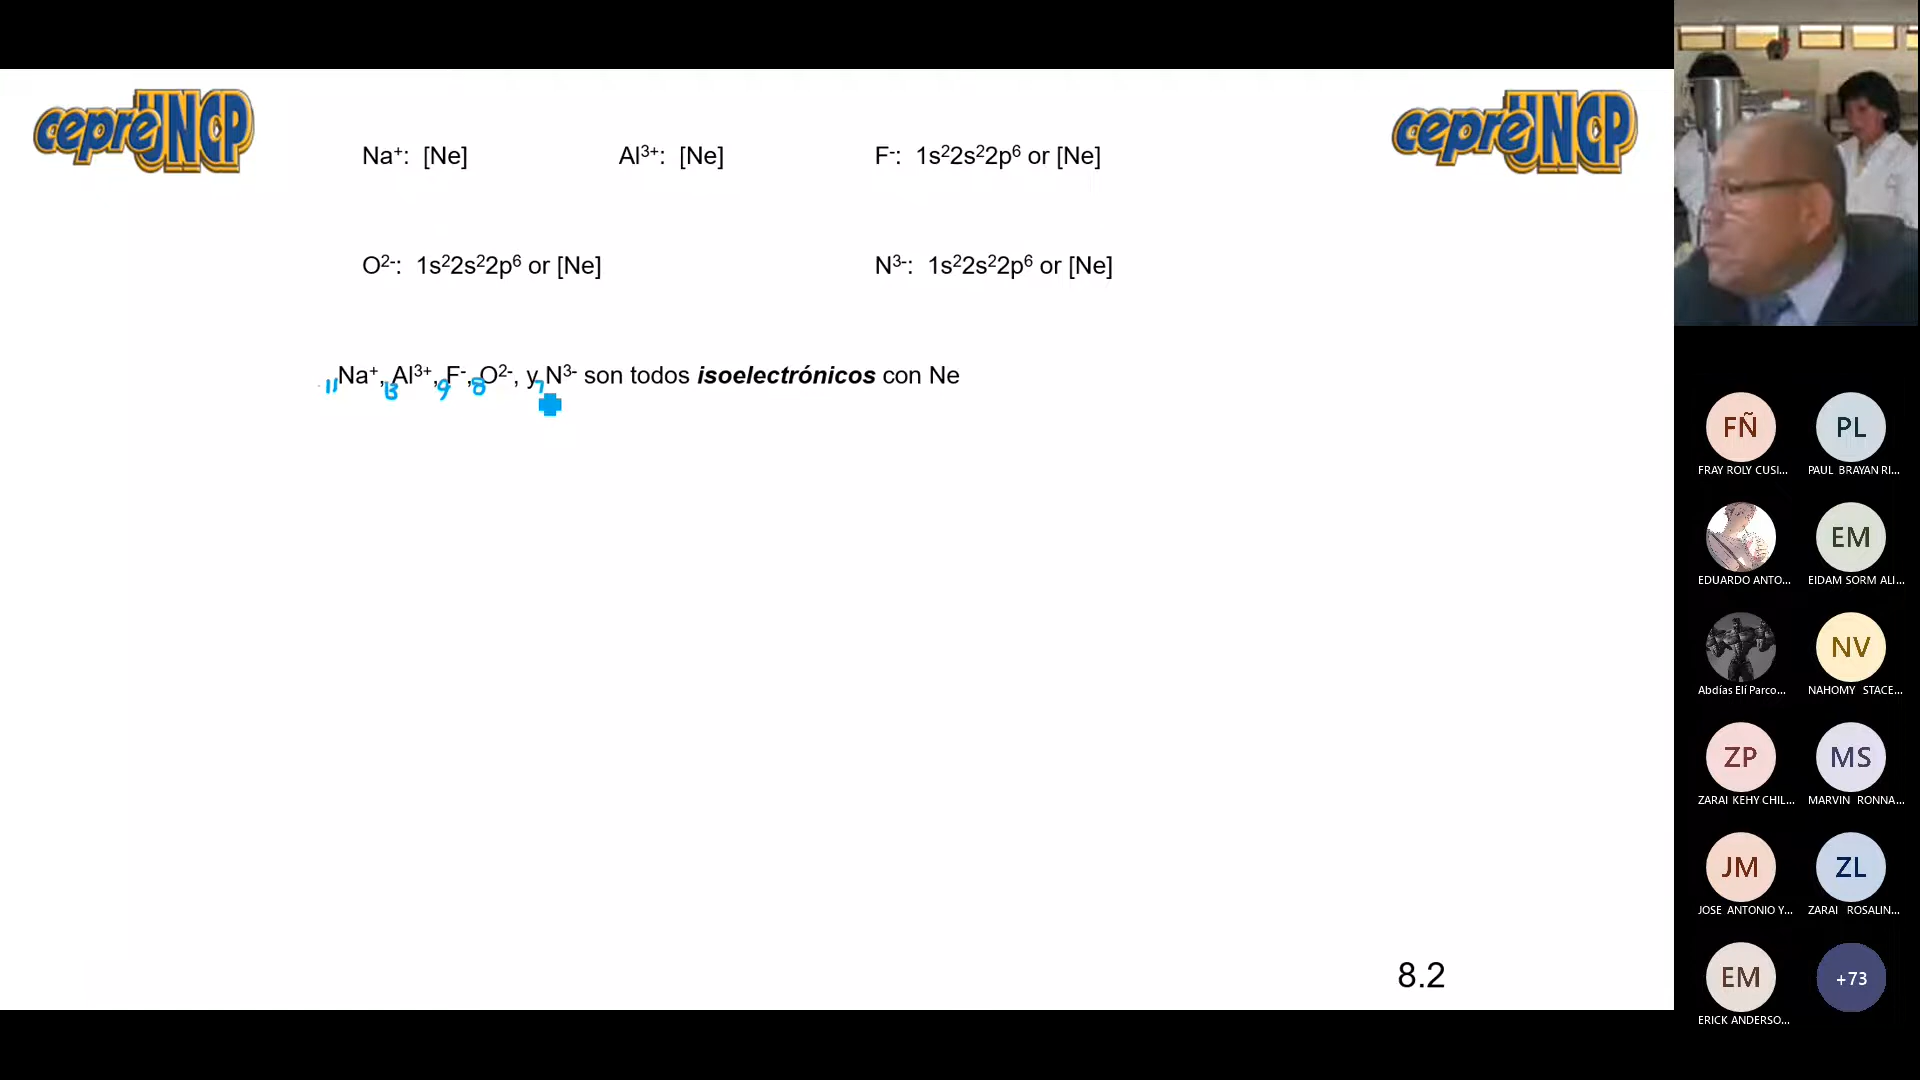 cepreUNCP
cepreUNCP
Na⁺: [Ne] Al³⁺: [Ne] F⁻: 1s²2s²2p⁶ or [Ne]
O²⁻: 1s²2s²2p⁶ or [Ne] N³⁻: 1s²2s²2p⁶ or [Ne]
Na⁺, Al³⁺, F⁻, O²⁻, y N³⁻ son todos isoelectrónicos con Ne
11 13 9 8 7
8.2
FÑ PL
FRAY ROLY CUSI... PAUL BRAYAN RI...
EM
EDUARDO ANTO... EIDAM SORM ALI...
NV
Abdías Elí Parco... NAHOMY STACE...
ZP MS
ZARAI KEHY CHIL... MARVIN RONNA...
JM ZL
JOSE ANTONIO Y... ZARAI ROSALIN...
EM +73
ERICK ANDERSO...